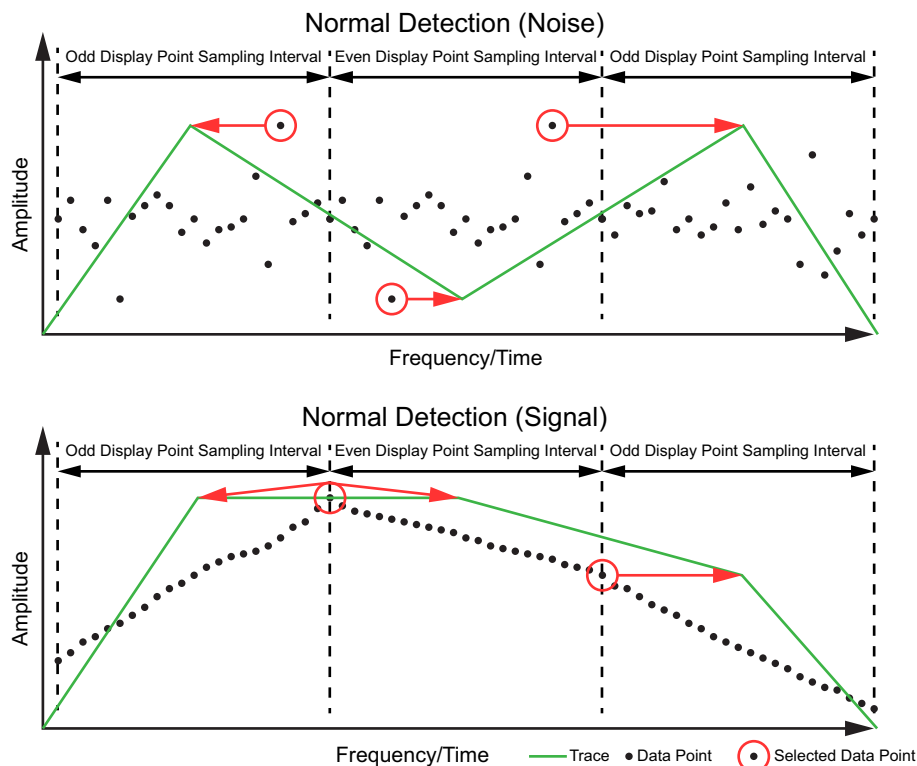 Normal Detection (Noise)
Odd Display Point Sampling Interval Even Display Point Sampling Interval Odd Display Point Sampling Interval
Amplitude
Frequency/Time
Normal Detection (Signal)
Odd Display Point Sampling Interval Even Display Point Sampling Interval Odd Display Point Sampling Interval
Amplitude
Frequency/Time Trace Data Point Selected Data Point